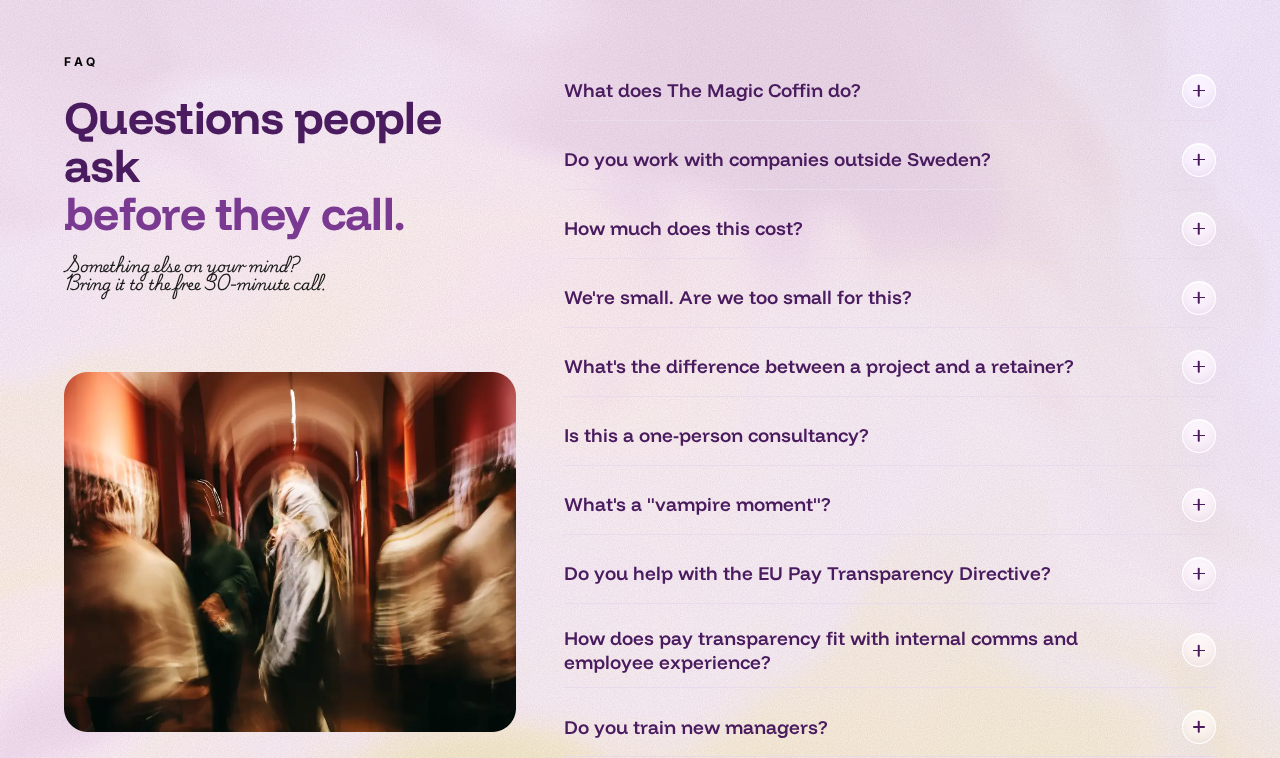 FAQ
Questions people
ask
before they call.
Something else on your mind?
Bring it to the free 30-minute call.
What does The Magic Coffin do?
Do you work with companies outside Sweden?
How much does this cost?
We're small. Are we too small for this?
What's the difference between a project and a retainer?
Is this a one-person consultancy?
What's a "vampire moment"?
Do you help with the EU Pay Transparency Directive?
How does pay transparency fit with internal comms and
employee experience?
Do you train new managers?